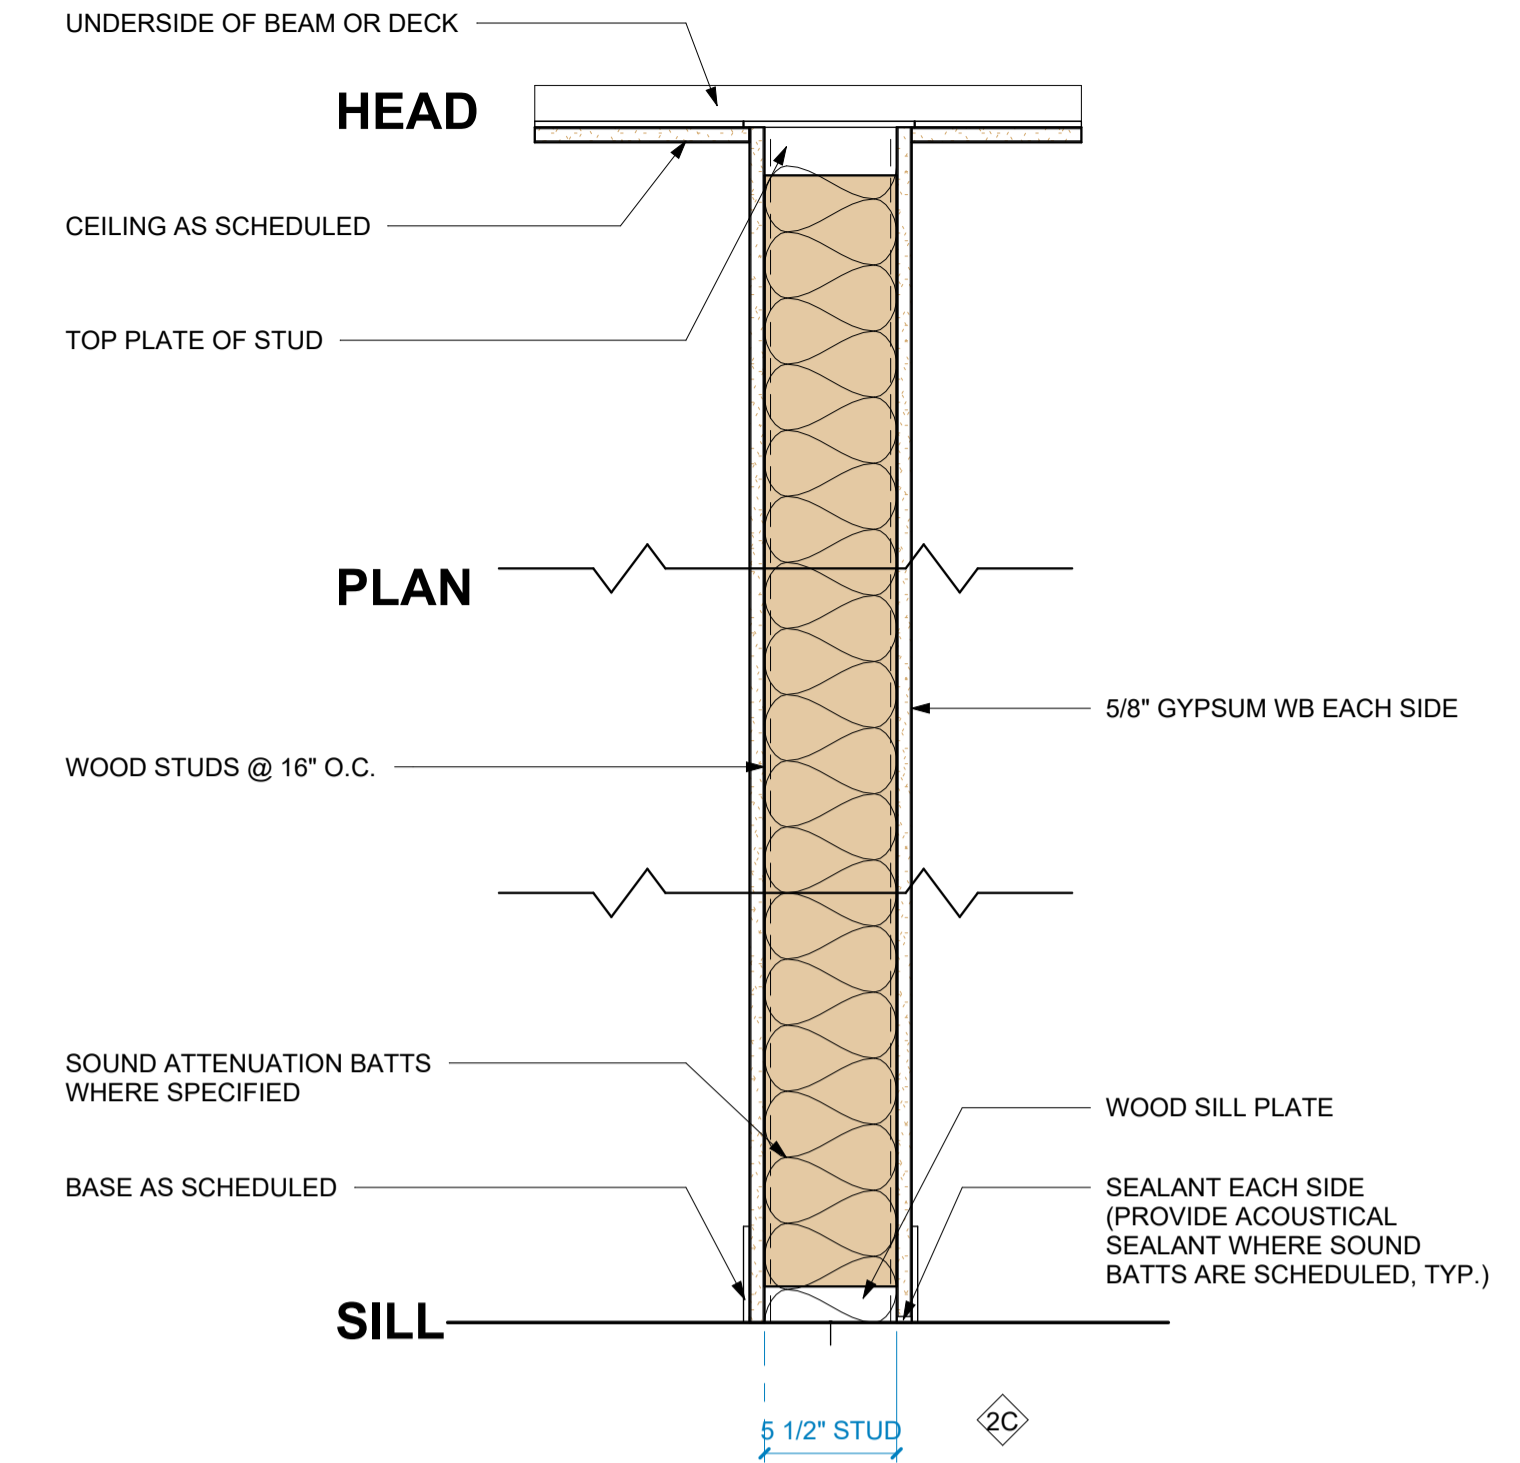 UNDERSIDE OF BEAM OR DECK
HEAD
CEILING AS SCHEDULED
TOP PLATE OF STUD
PLAN
5/8" GYPSUM WB EACH SIDE
WOOD STUDS @ 16" O.C.
SOUND ATTENUATION BATTS
WHERE SPECIFIED
WOOD SILL PLATE
BASE AS SCHEDULED
SEALANT EACH SIDE
(PROVIDE ACOUSTICAL
SEALANT WHERE SOUND
BATTS ARE SCHEDULED, TYP.)
SILL
5 1/2" STUD
2C